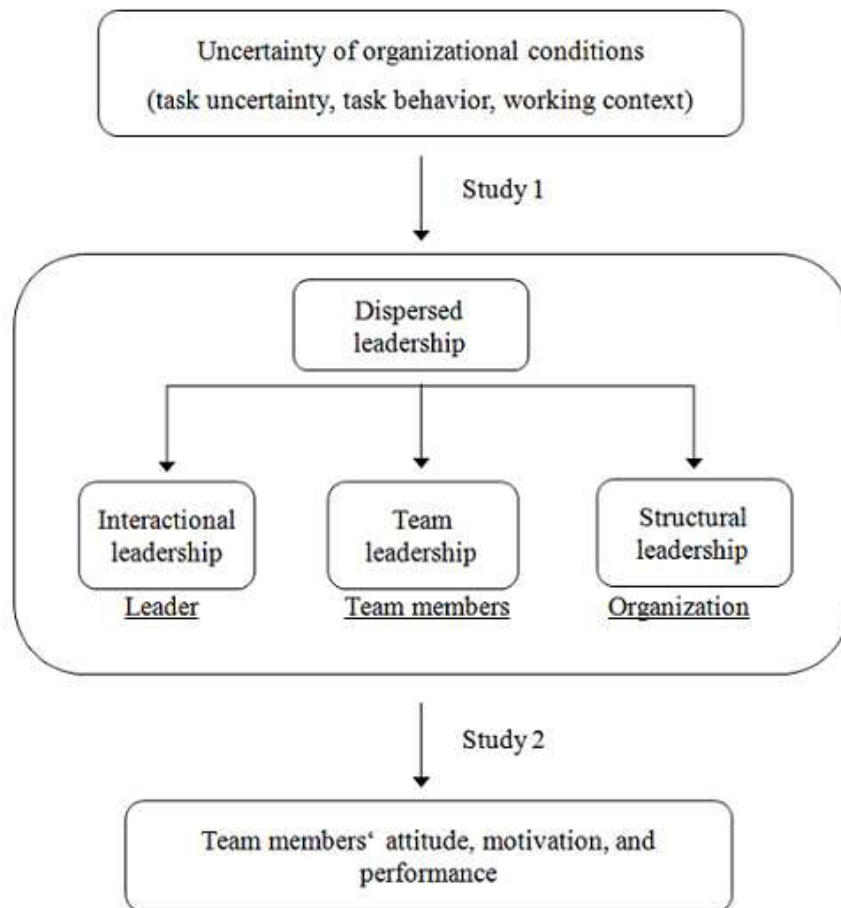 Uncertainty of organizational conditions
(task uncertainty, task behavior, working context)
Study 1
Dispersed
leadership
Interactional
leadership
Leader
Team
leadership
Team members
Structural
leadership
Organization
Study 2
Team members‘ attitude, motivation, and
performance